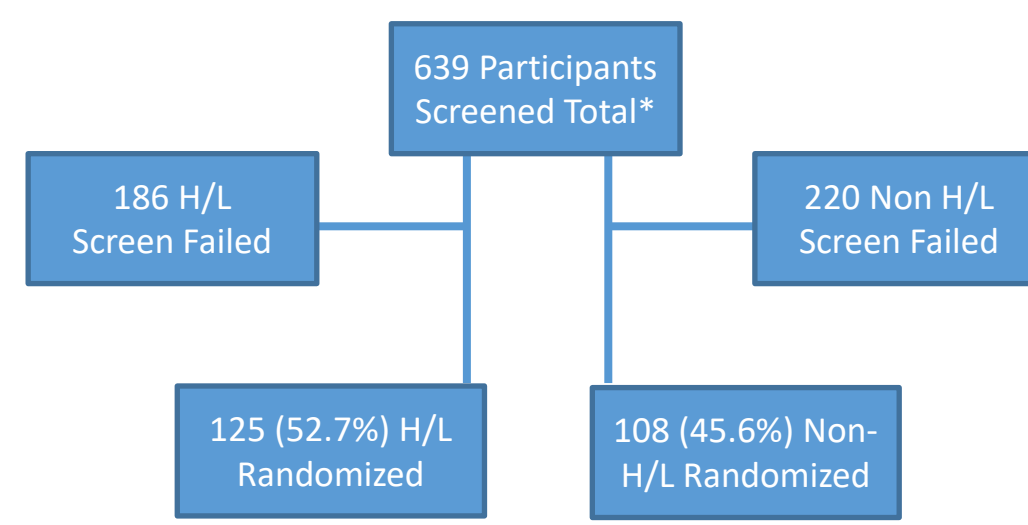 639 Participants
Screened Total*
186 H/L
Screen Failed
220 Non H/L
Screen Failed
125 (52.7%) H/L
Randomized
108 (45.6%) Non-
H/L Randomized